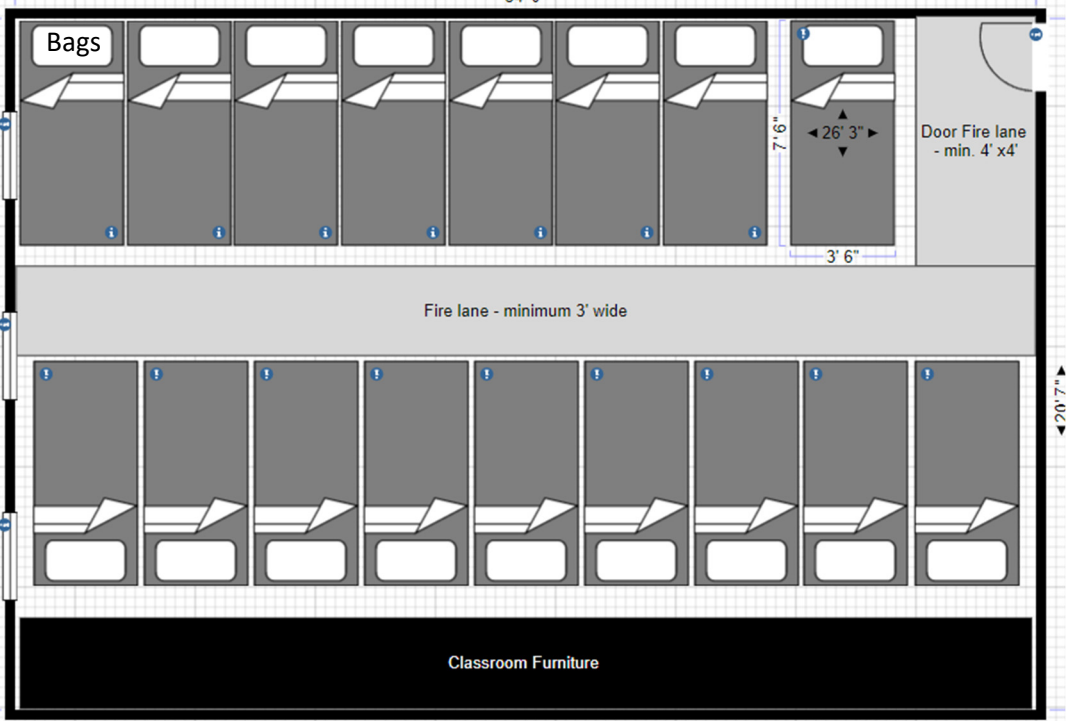 Bags
7' 6"
26' 3"
Door Fire lane
- min. 4' x4'
3' 6"
Fire lane - minimum 3' wide
20' 7"
Classroom Furniture